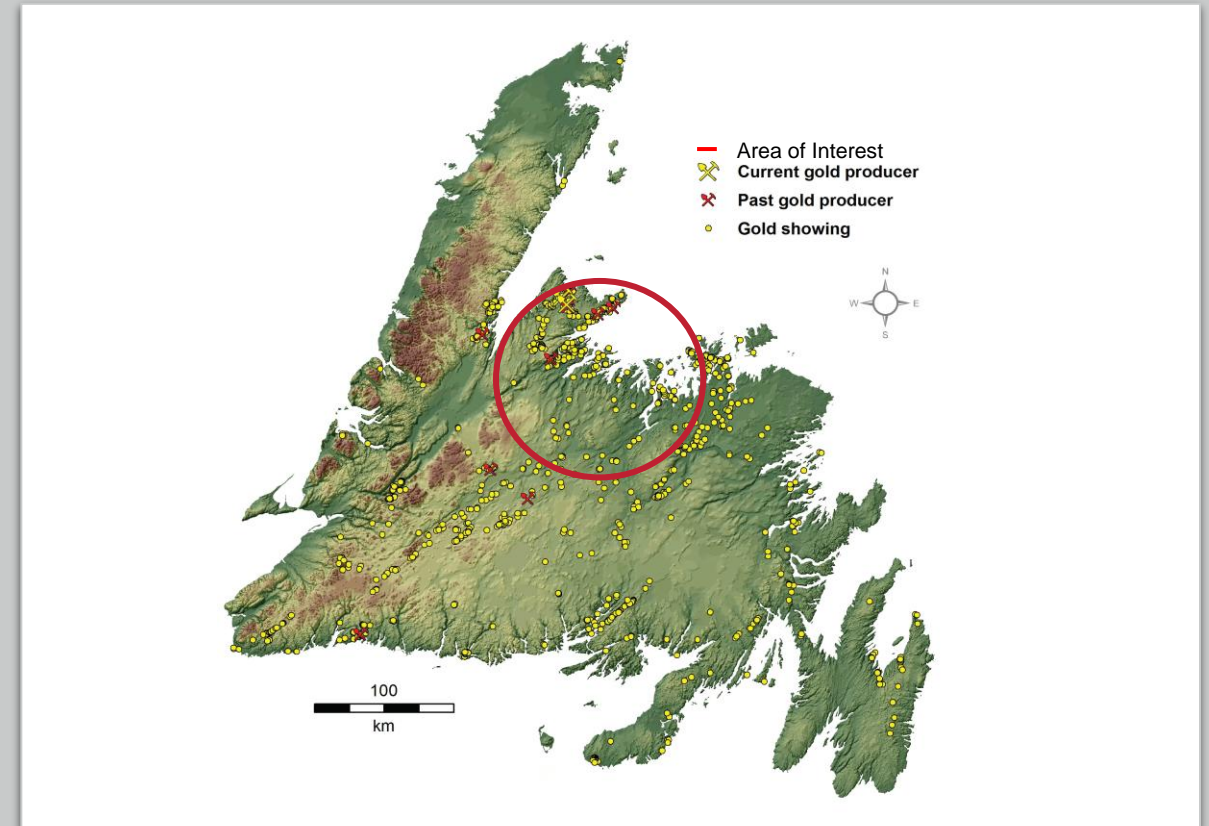 Area of Interest
Current gold producer
Past gold producer
Gold showing
N
W E
S
100
km